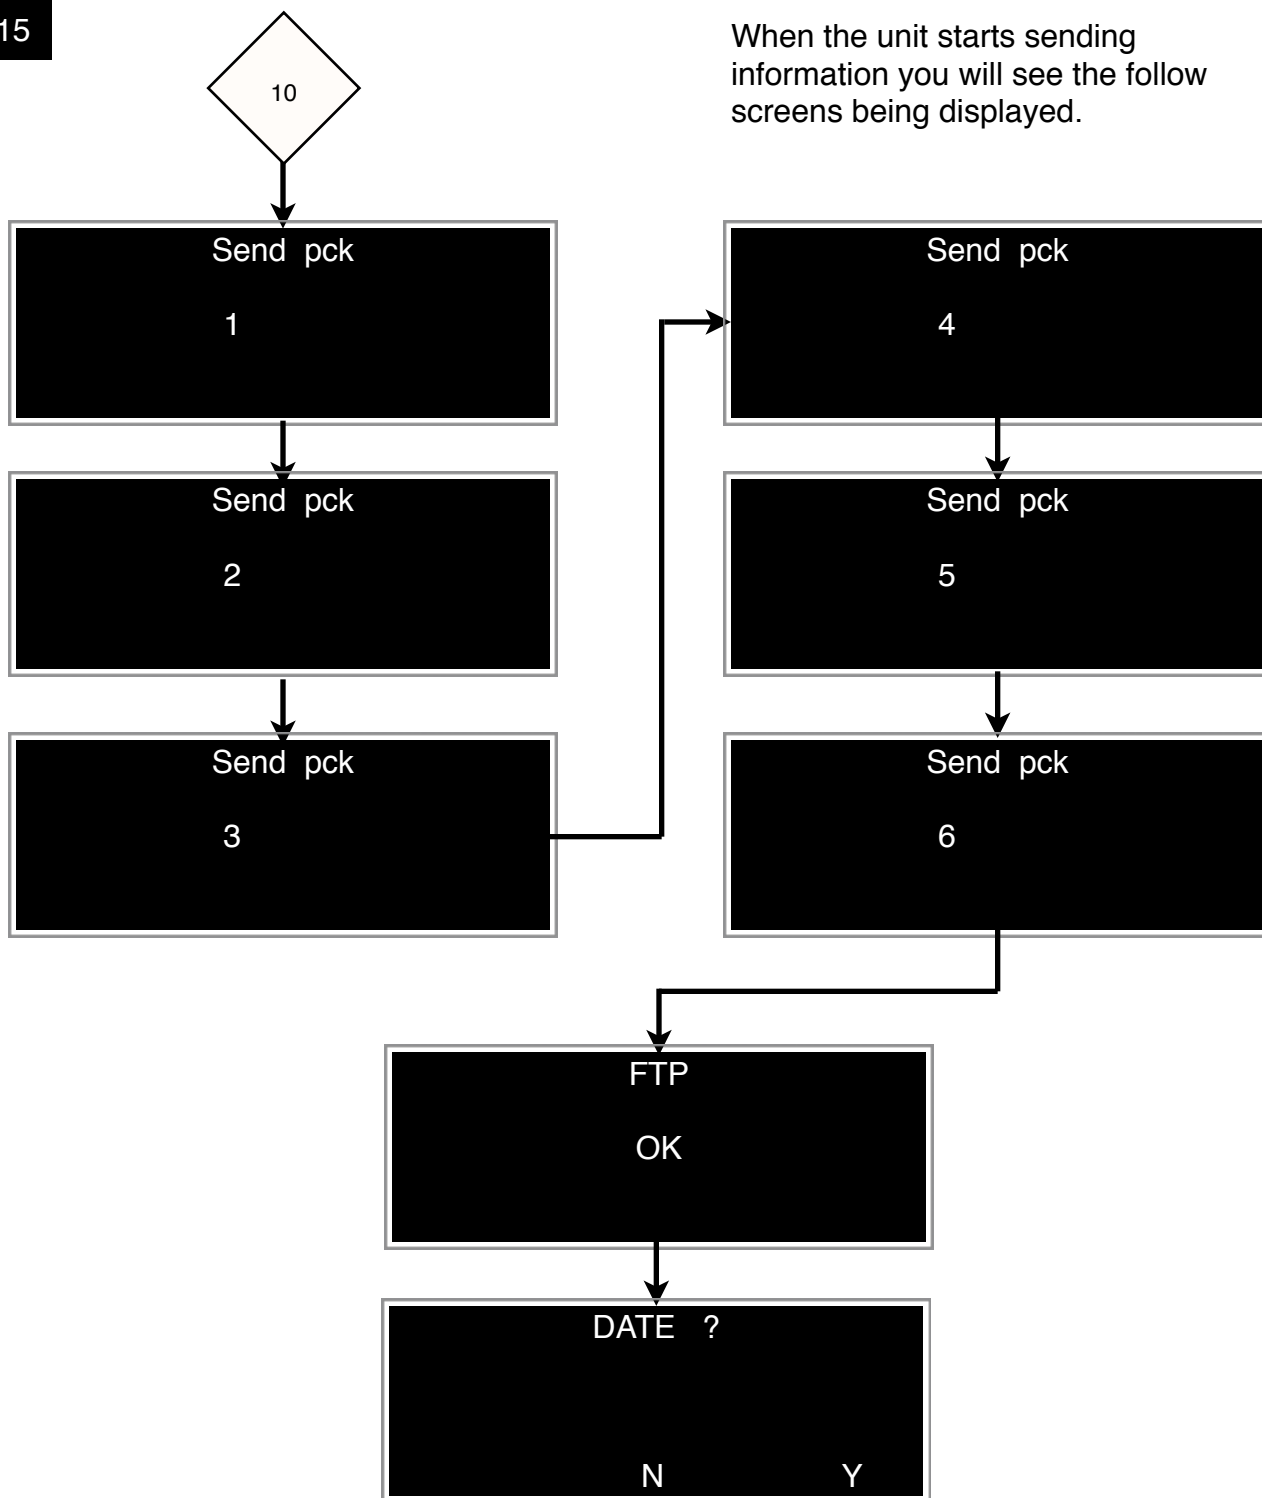 15
10
When the unit starts sending
information you will see the follow
screens being displayed.
Send pck
1
Send pck
2
Send pck
3
Send pck
4
Send pck
5
Send pck
6
FTP
OK
DATE ?
N Y